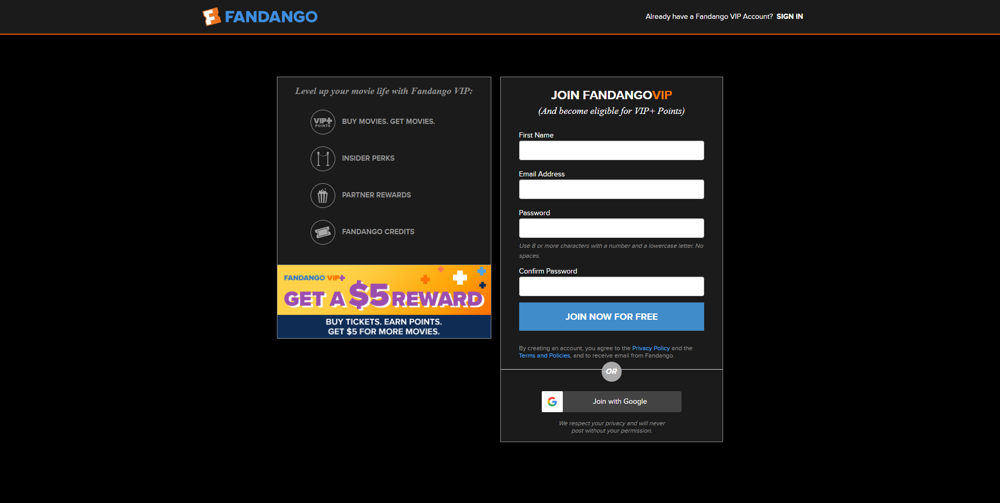 FANDANGO
Already have a Fandango VIP Account? SIGN IN
Level up your movie life with Fandango VIP:
VIP+
POINTS
BUY MOVIES. GET MOVIES.
INSIDER PERKS
PARTNER REWARDS
FANDANGO CREDITS
FANDANGO VIP+
GET A $5 REWARD
BUY TICKETS. EARN POINTS.
GET $5 FOR MORE MOVIES.
JOIN FANDANGOVIP
(And become eligible for VIP+ Points)
First Name
Email Address
Password
Use 8 or more characters with a number and a lowercase letter. No
spaces.
Confirm Password
JOIN NOW FOR FREE
By creating an account, you agree to the Privacy Policy and the
Terms and Policies, and to receive email from Fandango.
OR
Join with Google
We respect your privacy and will never
post without your permission.